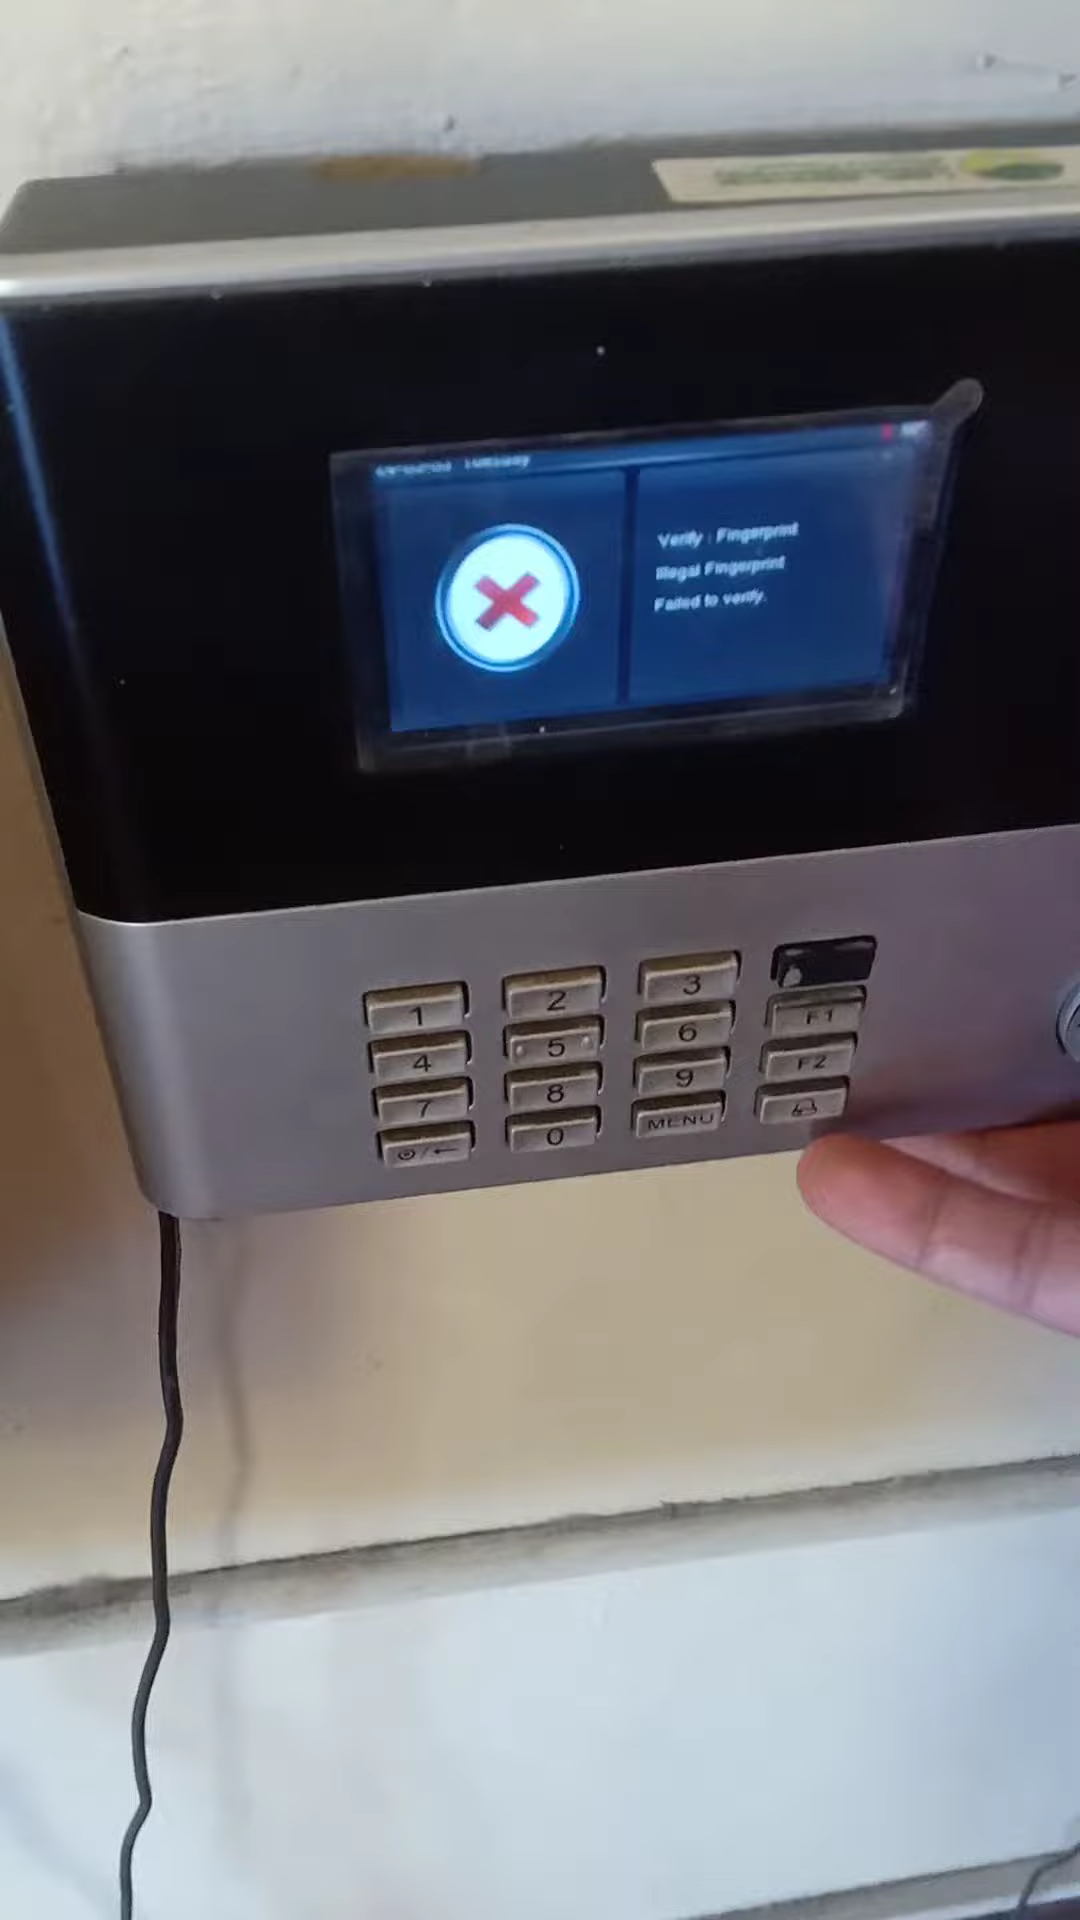 Tuesday
Verify : Fingerprint
Illegal Fingerprint
Failed to verify.
1 2 3
4 5 6 F1
7 8 9 F2
0 MENU